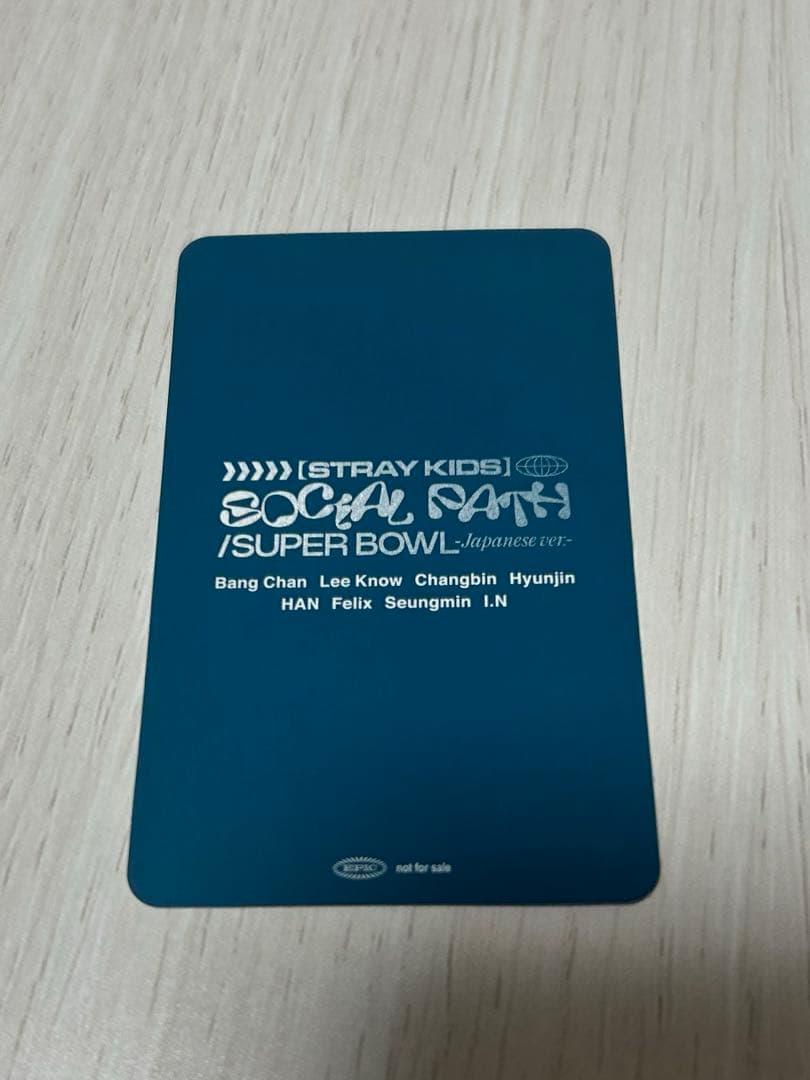 ❯❯❯❯❯[STRAY KIDS]
SOCIAL PATH
/SUPER BOWL -Japanese ver.-
Bang Chan Lee Know Changbin Hyunjin
HAN Felix Seungmin I.N
EPIC not for sale